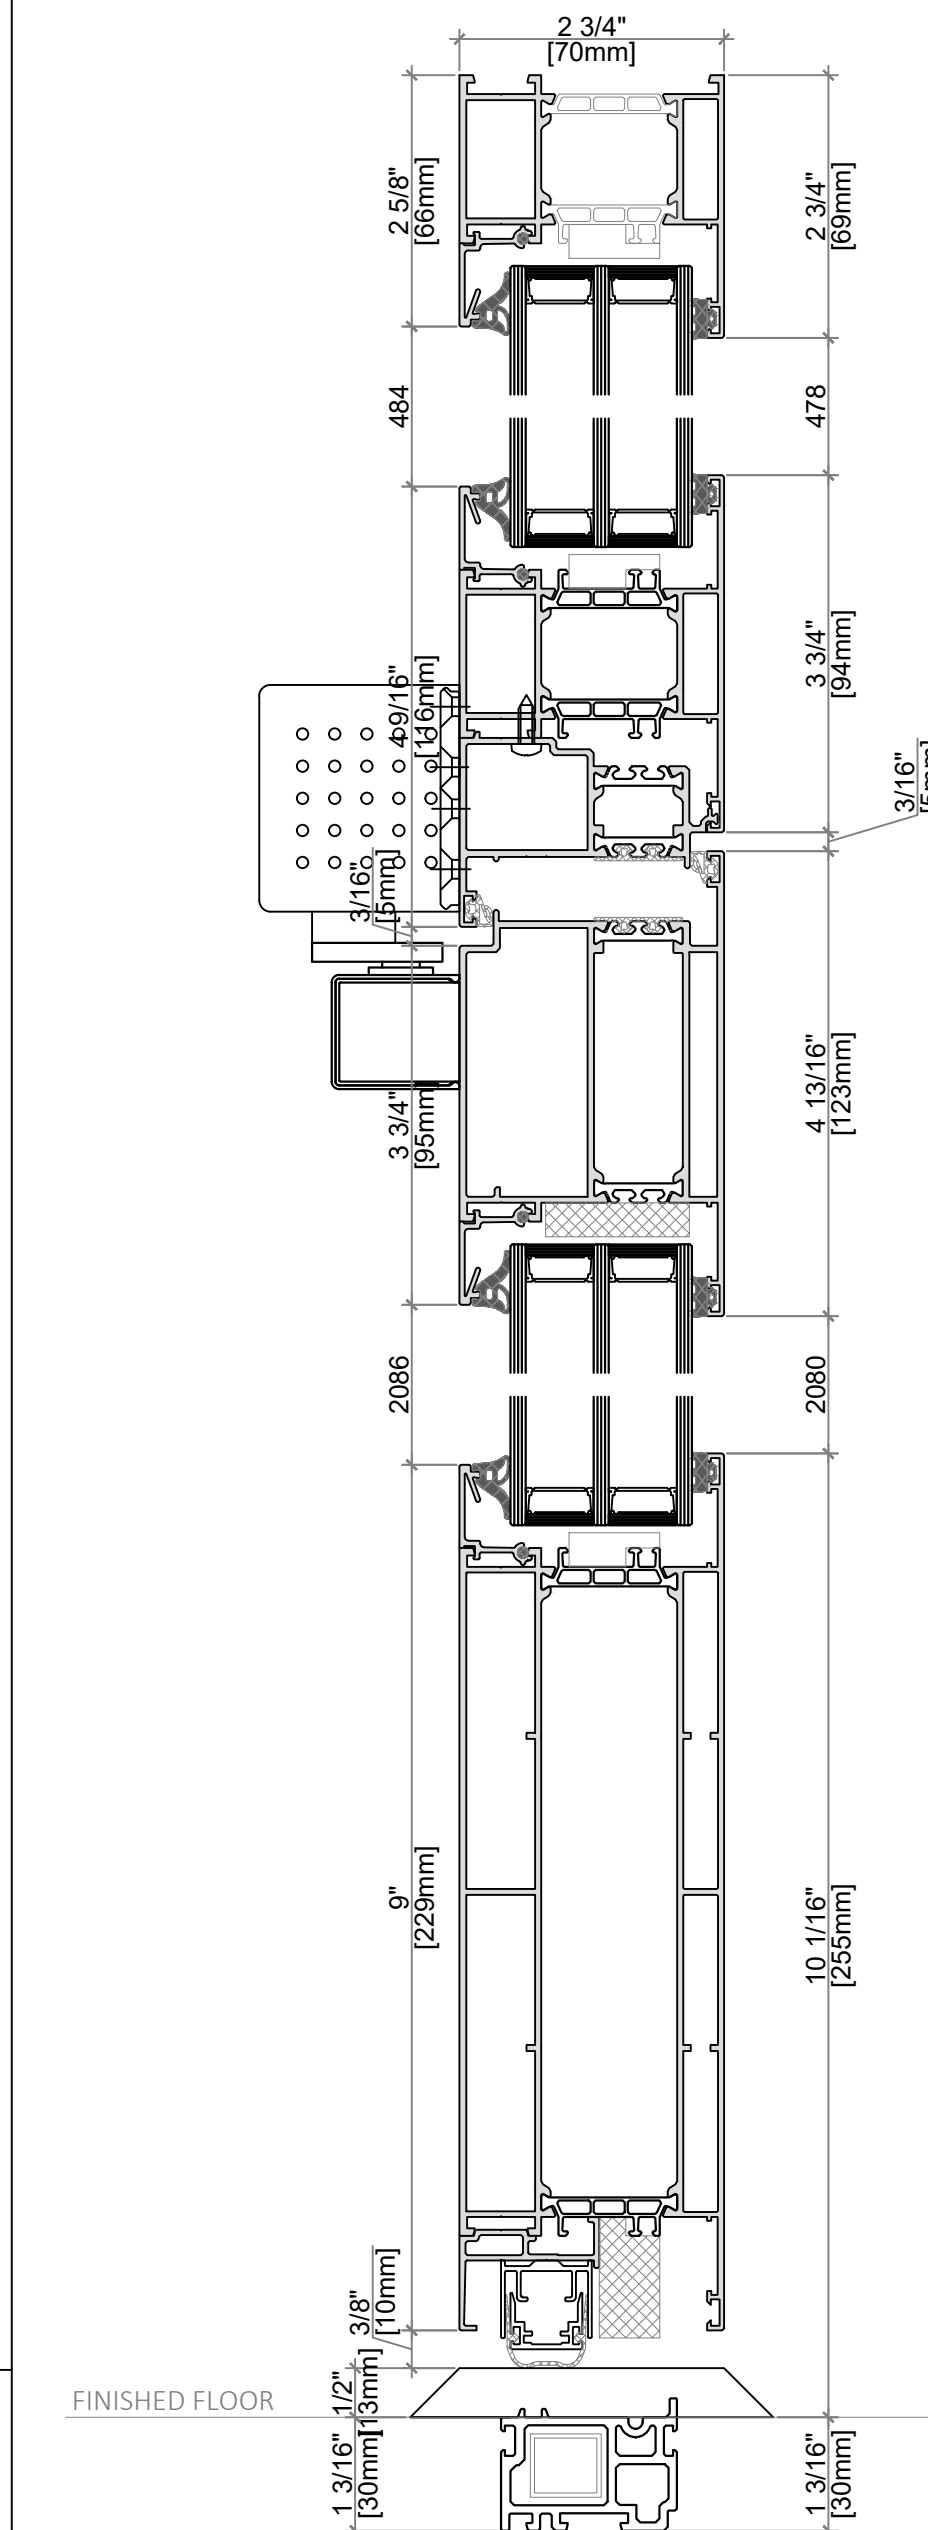 2 3/4"
[70mm]
2 5/8"
[66mm]
2 3/4"
[69mm]
484
478
4 9/16"
[116mm]
3 3/4"
[94mm]
3/16"
[5mm]
3/16"
[5mm]
3 3/4"
[95mm]
4 13/16"
[123mm]
2086
2080
9"
[229mm]
10 1/16"
[255mm]
3/8"
[10mm]
FINISHED FLOOR
1/2"
[13mm]
1 3/16"
[30mm]
1 3/16"
[30mm]